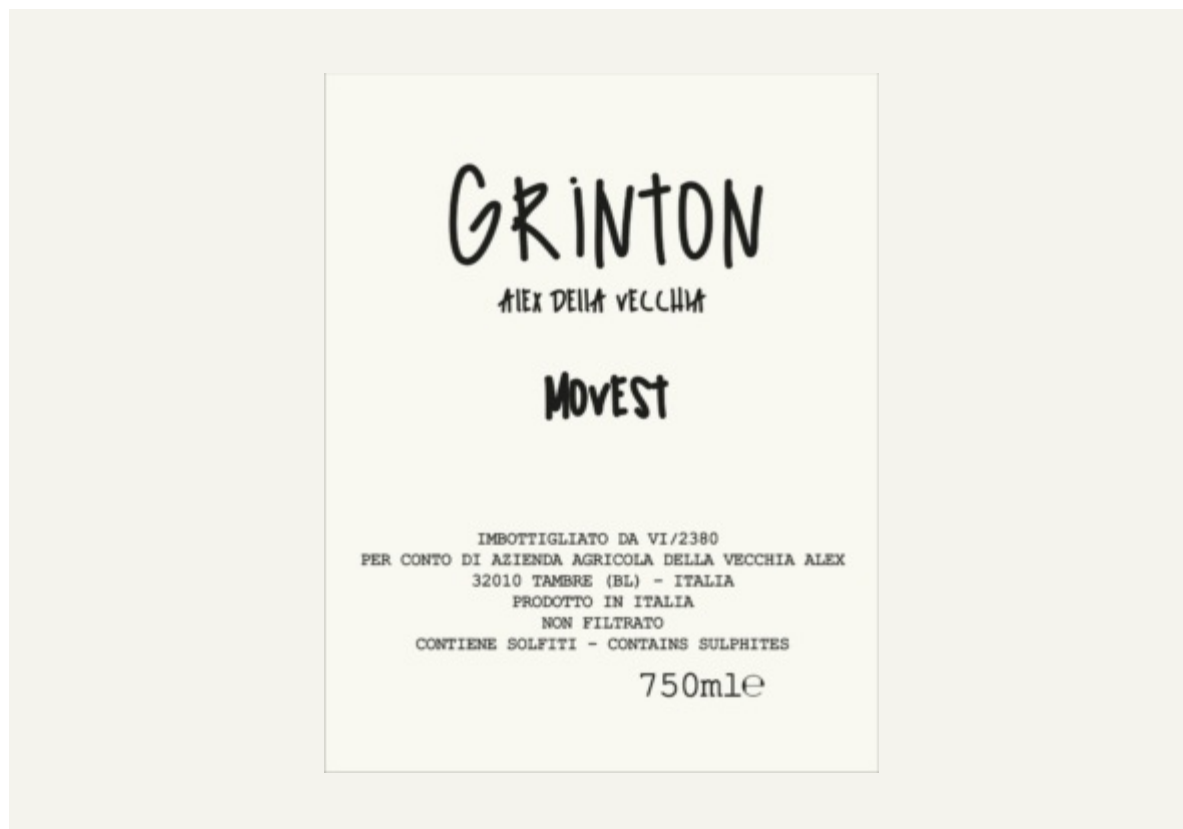 GRINTON
ALEX DELLA VECCHIA
MOVEST
IMBOTTIGLIATO DA VI/2380
PER CONTO DI AZIENDA AGRICOLA DELLA VECCHIA ALEX
32010 TAMBRE (BL) - ITALIA
PRODOTTO IN ITALIA
NON FILTRATO
CONTIENE SOLFITI - CONTAINS SULPHITES
750ml℮